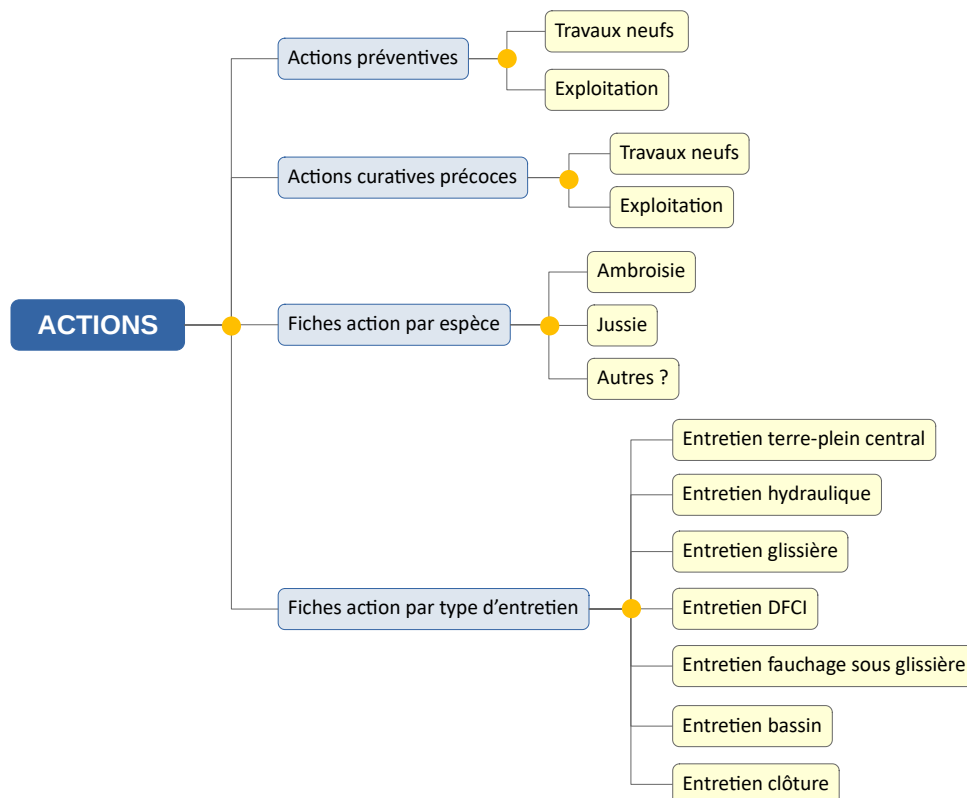 ACTIONS
Actions préventives
Travaux neufs
Exploitation
Actions curatives précoces
Travaux neufs
Exploitation
Fiches action par espèce
Ambroisie
Jussie
Autres ?
Fiches action par type d’entretien
Entretien terre-plein central
Entretien hydraulique
Entretien glissière
Entretien DFCI
Entretien fauchage sous glissière
Entretien bassin
Entretien clôture